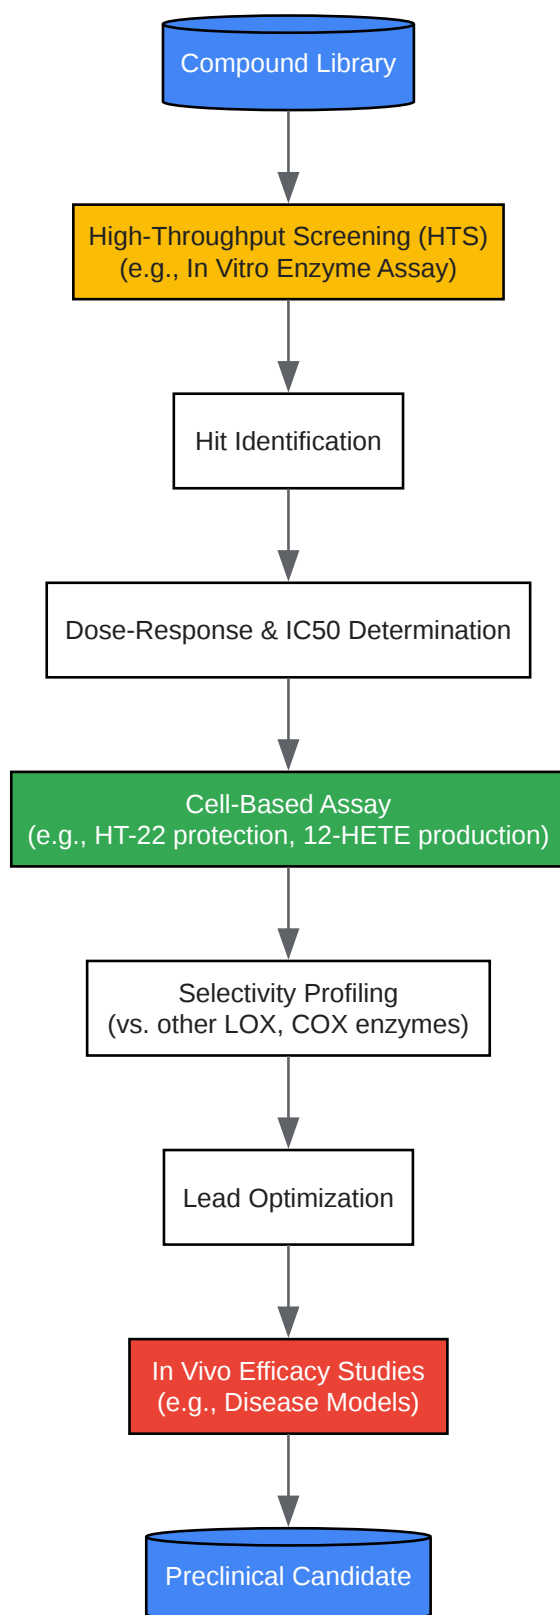 Compound Library
High-Throughput Screening (HTS)
(e.g., In Vitro Enzyme Assay)
Hit Identification
Dose-Response & IC50 Determination
Cell-Based Assay
(e.g., HT-22 protection, 12-HETE production)
Selectivity Profiling
(vs. other LOX, COX enzymes)
Lead Optimization
In Vivo Efficacy Studies
(e.g., Disease Models)
Preclinical Candidate